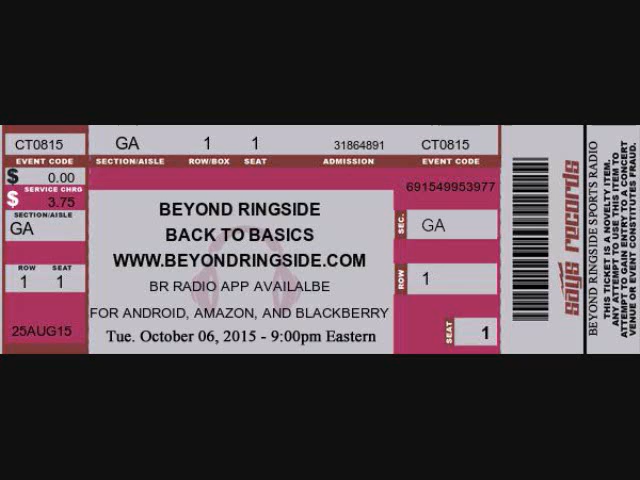 CT0815 GA 1 1 31864891 CT0815
EVENT CODE SECTION/AISLE ROW/BOX SEAT ADMISSION EVENT CODE
$ 0.00
SERVICE CHRG
$ 3.75
SECTION/AISLE
GA
ROW SEAT
1 1
25AUG15
BEYOND RINGSIDE
BACK TO BASICS
WWW.BEYONDRINGSIDE.COM
BR RADIO APP AVAILALBE
FOR ANDROID, AMAZON, AND BLACKBERRY
Tue. October 06, 2015 - 9:00pm Eastern
691549953977
SEC. GA
ROW 1
SEAT 1
says records
BEYOND RINGSIDE SPORTS RADIO
THIS TICKET IS A NOVELTY ITEM.
ANY ATTEMPT TO USE THIS ITEM TO
ATTEMPT TO GAIN ENTRY TO A CONCERT
VENUE OR EVENT CONSTITUTES FRAUD.